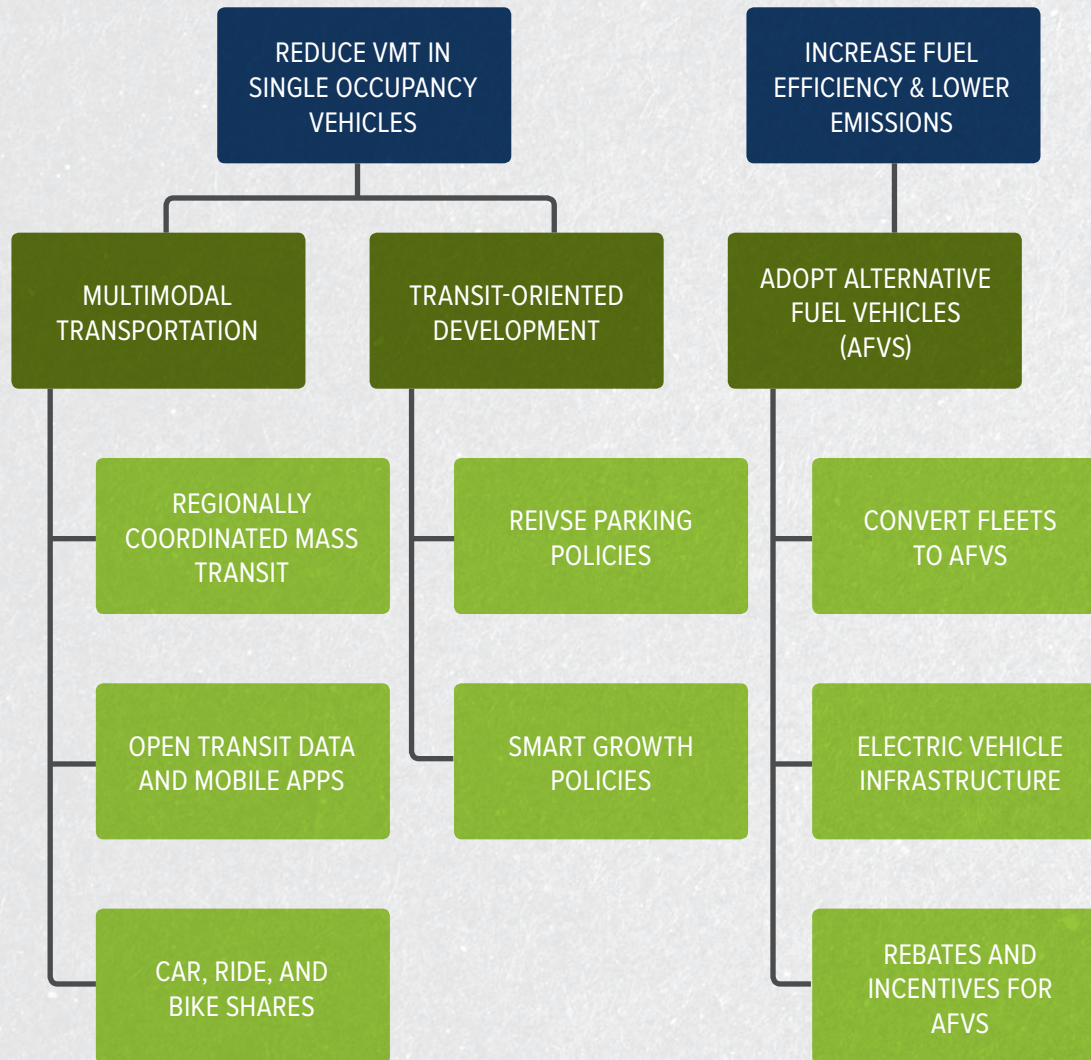 REDUCE VMT IN
SINGLE OCCUPANCY
VEHICLES
INCREASE FUEL
EFFICIENCY & LOWER
EMISSIONS
MULTIMODAL
TRANSPORTATION
TRANSIT-ORIENTED
DEVELOPMENT
ADOPT ALTERNATIVE
FUEL VEHICLES
(AFVS)
REGIONALLY
COORDINATED MASS
TRANSIT
REIVSE PARKING
POLICIES
CONVERT FLEETS
TO AFVS
OPEN TRANSIT DATA
AND MOBILE APPS
SMART GROWTH
POLICIES
ELECTRIC VEHICLE
INFRASTRUCTURE
CAR, RIDE, AND
BIKE SHARES
REBATES AND
INCENTIVES FOR
AFVS